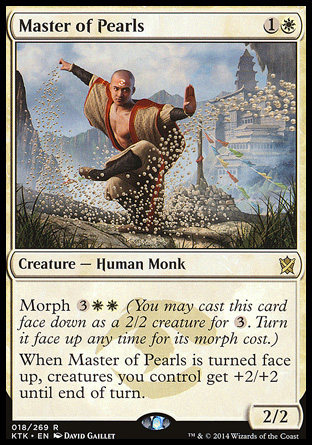 Master of Pearls 1
Creature — Human Monk
Morph 3 (You may cast this
card face down as a 2/2 creature for 3. Turn
it face up any time for its morph cost.)
When Master of Pearls is turned face
up, creatures you control get +2/+2
until end of turn.
2/2
018/269 R
KTK • EN DAVID GAILLET ™ & © 2014 Wizards of the Coast